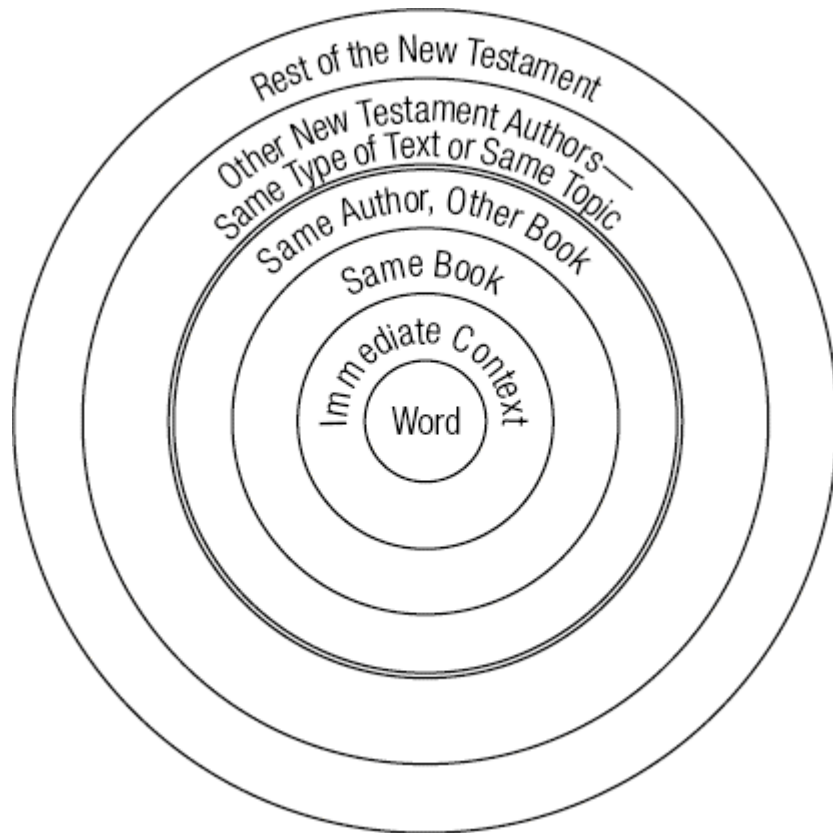 Rest of the New Testament
Other New Testament Authors—
Same Type of Text or Same Topic
Same Author, Other Book
Same Book
Immediate Context
Word